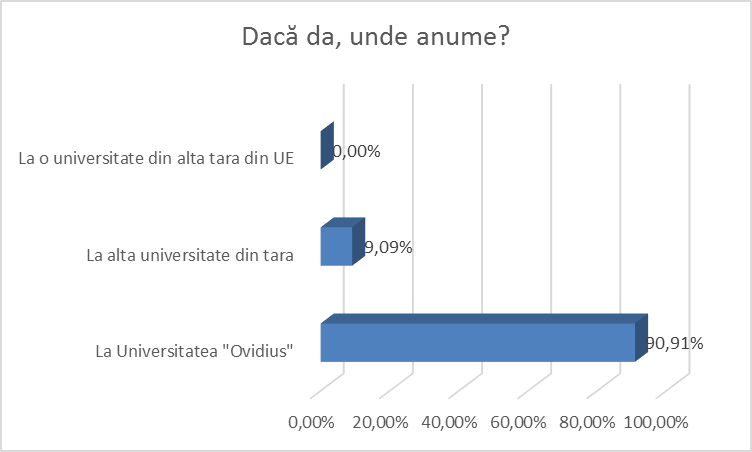 Dacă da, unde anume?
La o universitate din alta tara din UE
0,00%
La alta universitate din tara
9,09%
La Universitatea "Ovidius"
90,91%
0,00% 20,00% 40,00% 60,00% 80,00% 100,00%